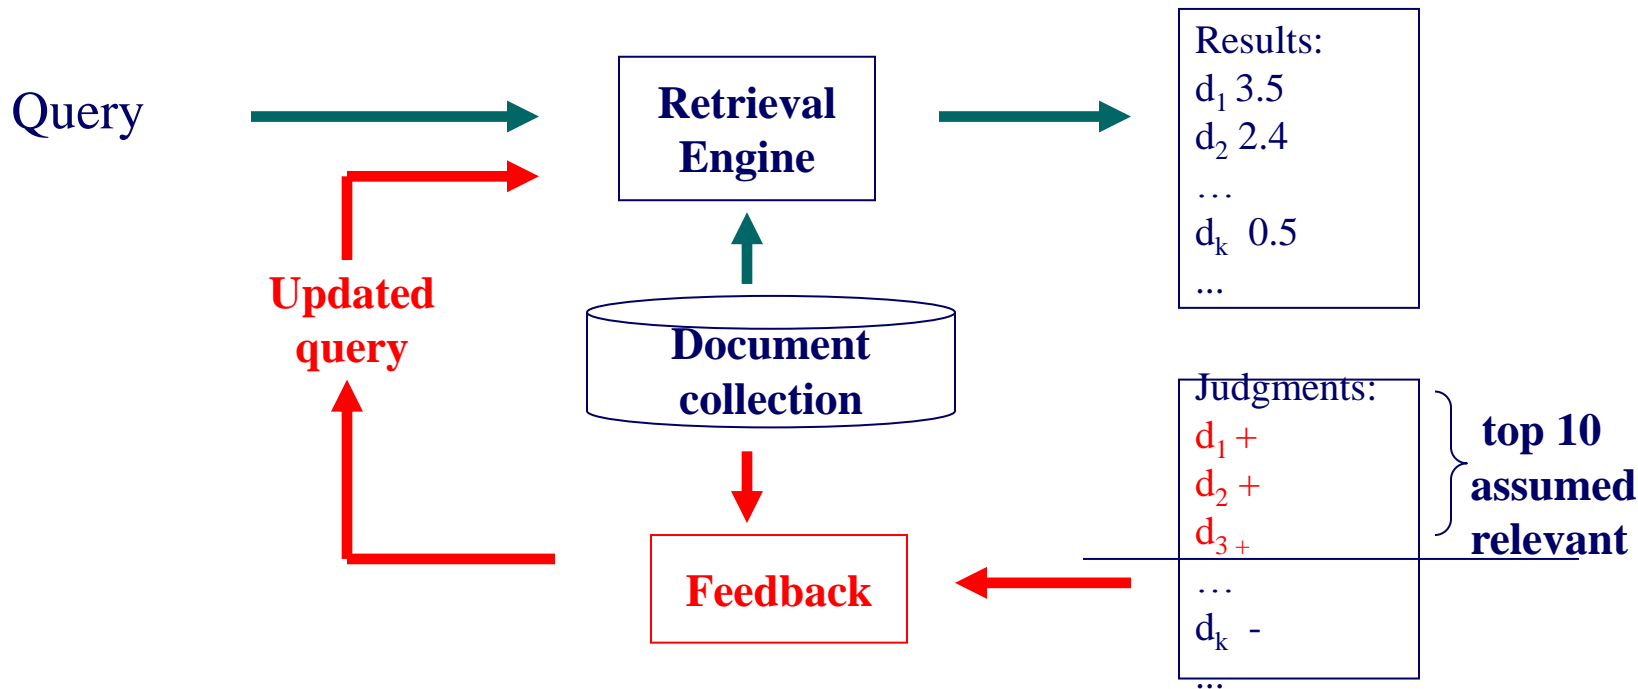 Query
Retrieval
Engine
Results:
d₁ 3.5
d₂ 2.4
…
dₖ 0.5
...
Updated
query
Document
collection
Judgments:
d₁ +
d₂ +
d₃ +
…
dₖ -
...
top 10
assumed
relevant
Feedback